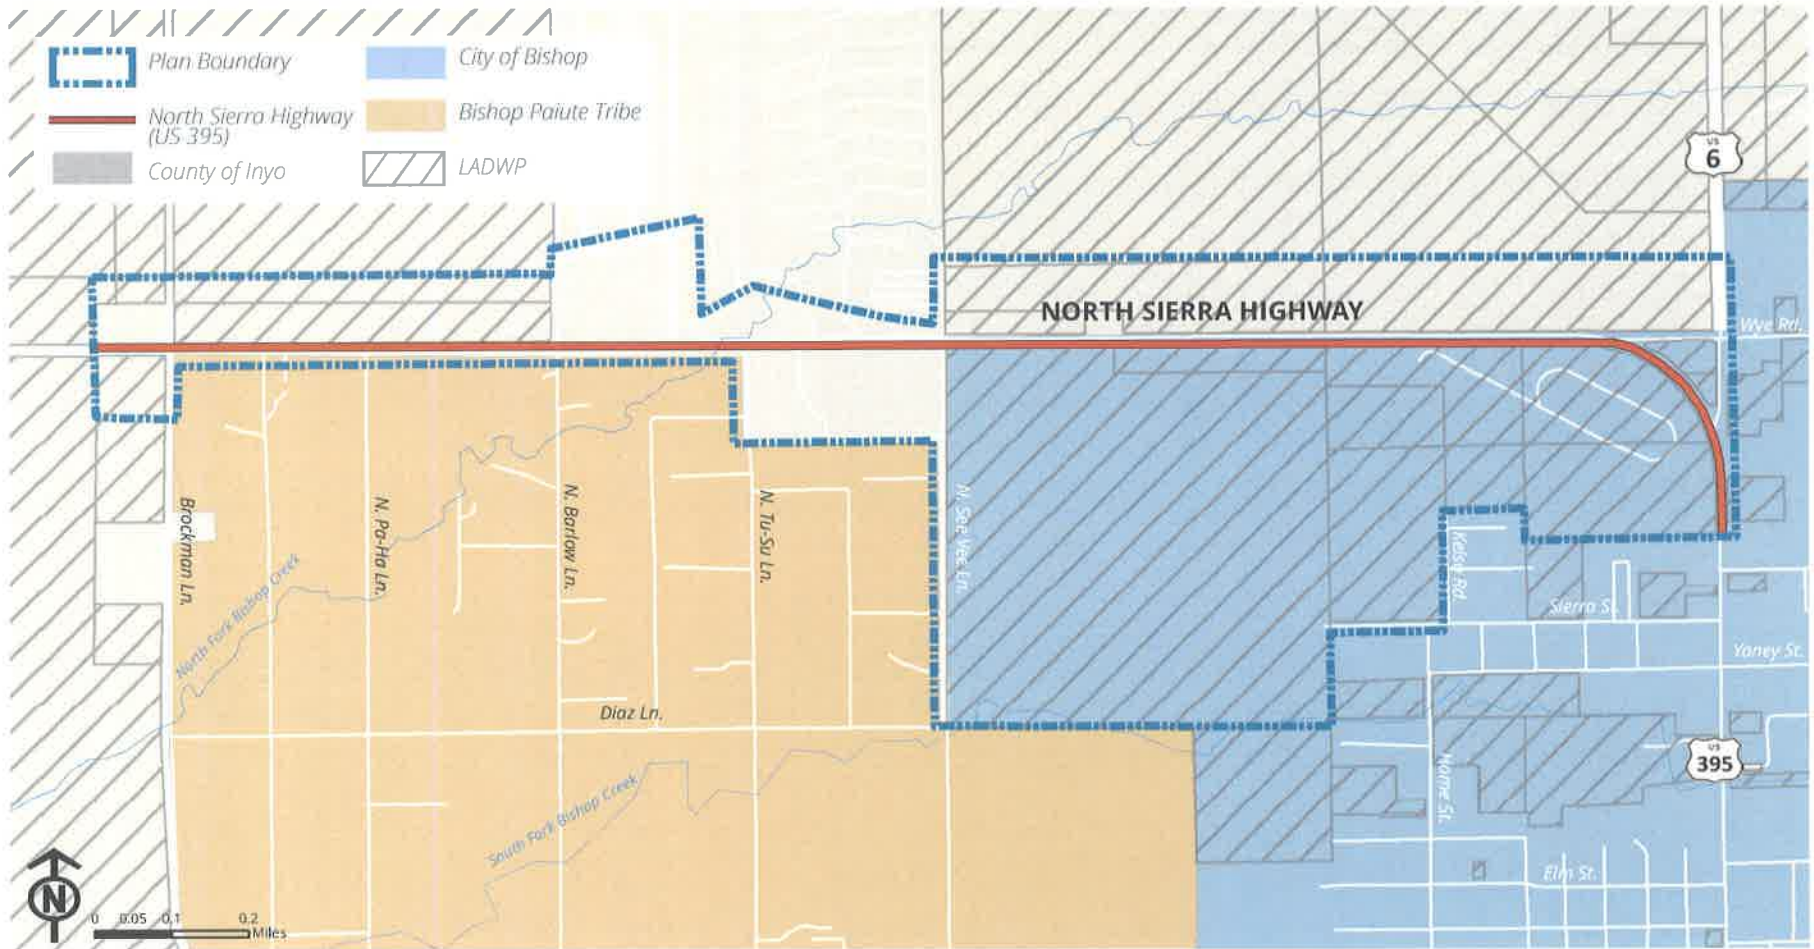 Plan Boundary
City of Bishop
North Sierra Highway
(US 395)
Bishop Paiute Tribe
County of Inyo
LADWP
US
6
NORTH SIERRA HIGHWAY
Wye Rd.
Brockman Ln.
N. Pa-Ha Ln.
N. Barlow Ln.
N. Tu-Su Ln.
N. See Vee Ln.
Kelso Rd.
Sierra St.
Yaney St.
North Fork Bishop Creek
Diaz Ln.
South Fork Bishop Creek
Home St.
US
395
Elm St.
N
0 0.05 0.1 0.2
Miles